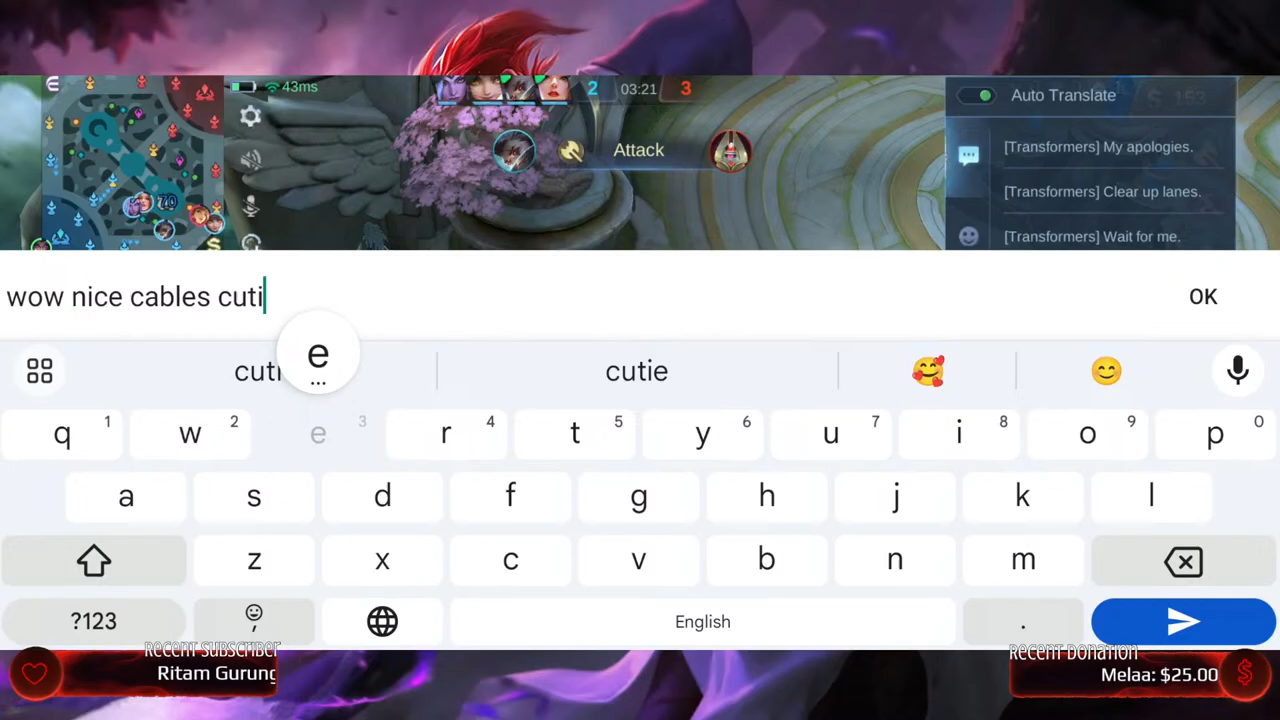 43ms
2 03:21 3
Attack
Auto Translate
[Transformers] My apologies.
[Transformers] Clear up lanes.
[Transformers] Wait for me.
wow nice cables cuti
OK
e
...
cuti
cutie
q 1 w 2 e 3 r 4 t 5 y 6 u 7 i 8 o 9 p 0
a s d f g h j k l
z x c v b n m
?123 , English .
RECENT SUBSCRIBER
Ritam Gurung
RECENT DONATION
Melaa: $25.00